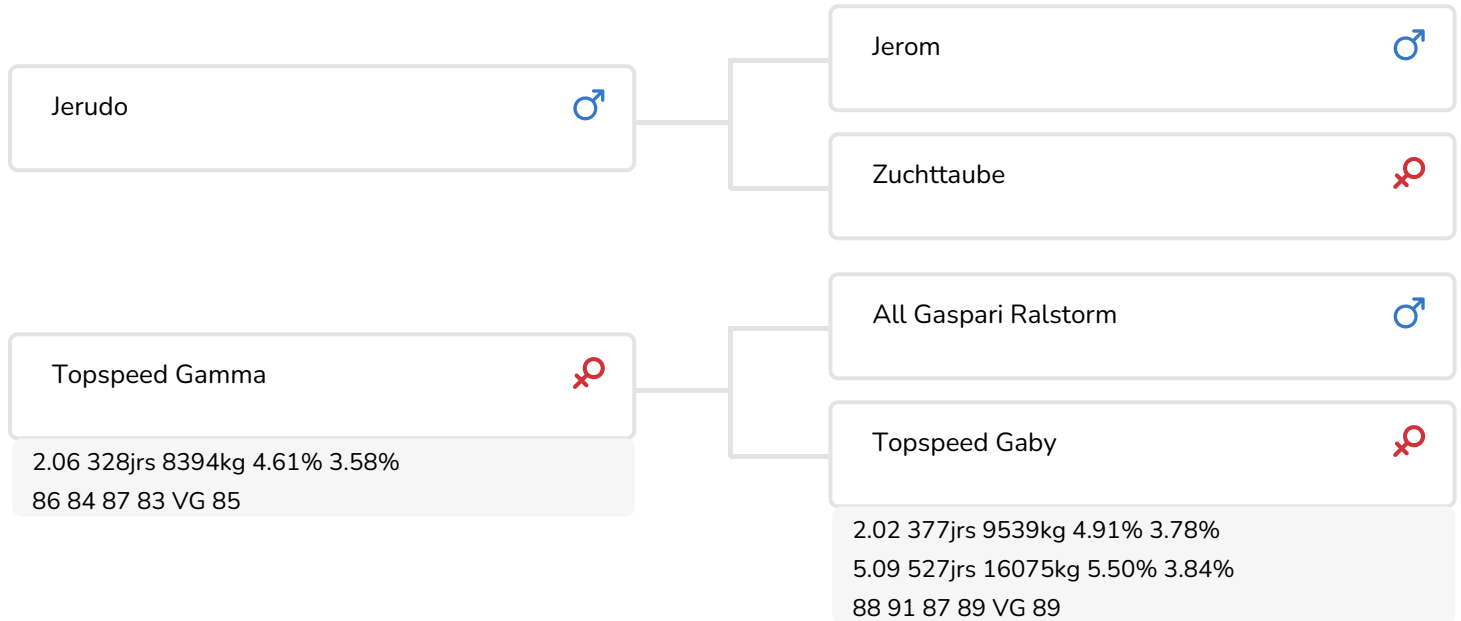 Jerom
Jerudo
Zuchttaube
All Gaspari Ralstorm
Topspeed Gamma
2.06 328jrs 8394kg 4.61% 3.58%
86 84 87 83 VG 85
Topspeed Gaby
2.02 377jrs 9539kg 4.91% 3.78%
5.09 527jrs 16075kg 5.50% 3.84%
88 91 87 89 VG 89